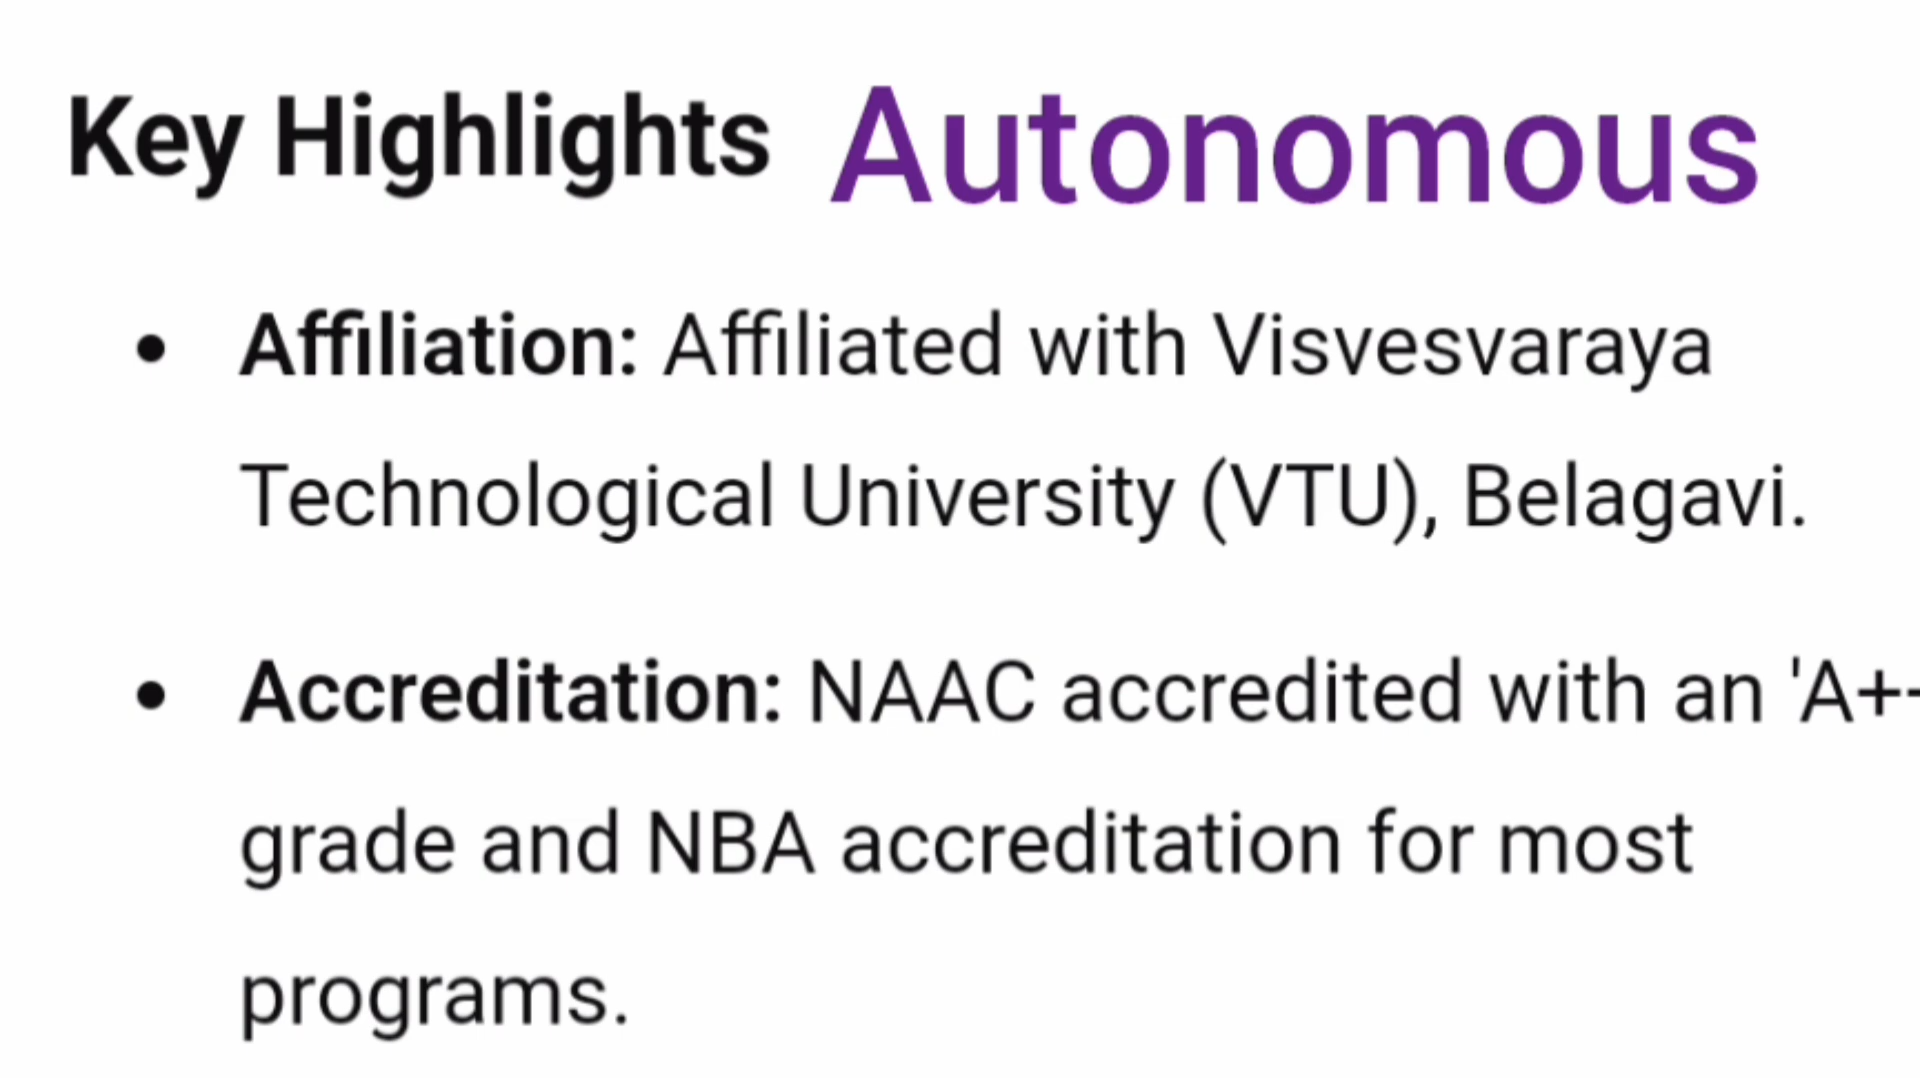 Key Highlights Autonomous
• Affiliation: Affiliated with Visvesvaraya
Technological University (VTU), Belagavi.
• Accreditation: NAAC accredited with an 'A+
grade and NBA accreditation for most
programs.